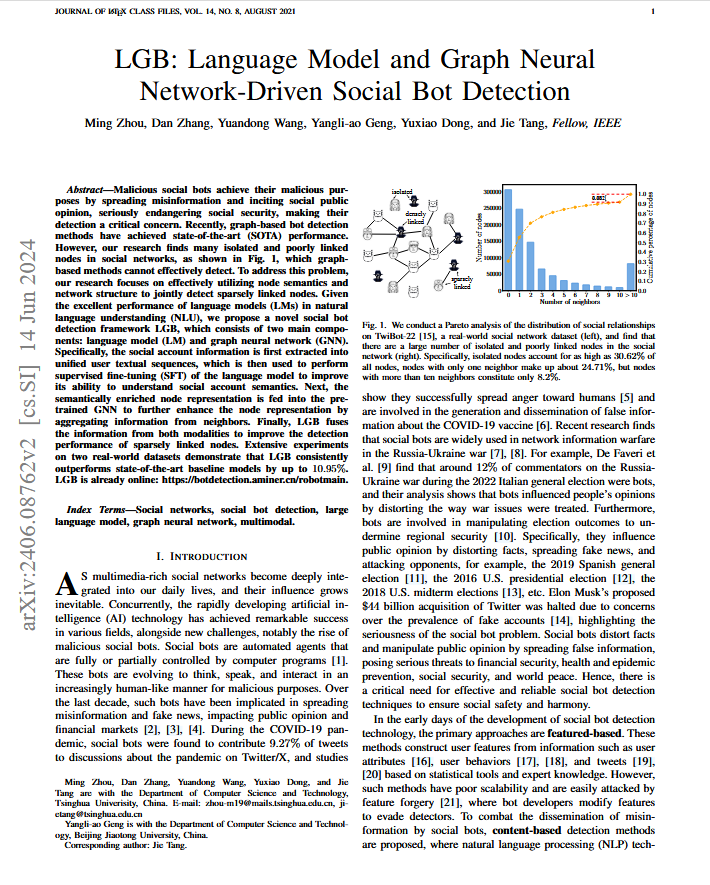 JOURNAL OF LATEX CLASS FILES, VOL. 14, NO. 8, AUGUST 2021
1
LGB: Language Model and Graph Neural
Network-Driven Social Bot Detection
Ming Zhou, Dan Zhang, Yuandong Wang, Yangli-ao Geng, Yuxiao Dong, and Jie Tang, Fellow, IEEE
arXiv:2406.08762v2 [cs.SI] 14 Jun 2024
Abstract—Malicious social bots achieve their malicious pur-
poses by spreading misinformation and inciting social public
opinion, seriously endangering social security, making their
detection a critical concern. Recently, graph-based bot detection
methods have achieved state-of-the-art (SOTA) performance.
However, our research finds many isolated and poorly linked
nodes in social networks, as shown in Fig. 1, which graph-
based methods cannot effectively detect. To address this problem,
our research focuses on effectively utilizing node semantics and
network structure to jointly detect sparsely linked nodes. Given
the excellent performance of language models (LMs) in natural
language understanding (NLU), we propose a novel social bot
detection framework LGB, which consists of two main compo-
nents: language model (LM) and graph neural network (GNN).
Specifically, the social account information is first extracted into
unified user textual sequences, which is then used to perform
supervised fine-tuning (SFT) of the language model to improve
its ability to understand social account semantics. Next, the
semantically enriched node representation is fed into the pre-
trained GNN to further enhance the node representation by
aggregating information from neighbors. Finally, LGB fuses
the information from both modalities to improve the detection
performance of sparsely linked nodes. Extensive experiments
on two real-world datasets demonstrate that LGB consistently
outperforms state-of-the-art baseline models by up to 10.95%.
LGB is already online: https://botdetection.aminer.cn/robotmain.
Index Terms—Social networks, social bot detection, large
language model, graph neural network, multimodal.
I. INTRODUCTION
AS multimedia-rich social networks become deeply inte-
grated into our daily lives, and their influence grows
inevitable. Concurrently, the rapidly developing artificial in-
telligence (AI) technology has achieved remarkable success
in various fields, alongside new challenges, notably the rise of
malicious social bots. Social bots are automated agents that
are fully or partially controlled by computer programs [1].
These bots are evolving to think, speak, and interact in an
increasingly human-like manner for malicious purposes. Over
the last decade, such bots have been implicated in spreading
misinformation and fake news, impacting public opinion and
financial markets [2], [3], [4]. During the COVID-19 pan-
demic, social bots were found to contribute 9.27% of tweets
to discussions about the pandemic on Twitter/X, and studies
Ming Zhou, Dan Zhang, Yuandong Wang, Yuxiao Dong, and Jie
Tang are with the Department of Computer Science and Technology,
Tsinghua Univerisity, China. E-mail: zhou-m19@mails.tsinghua.edu.cn, ji-
etang@tsinghua.edu.cn
Yangli-ao Geng is with the Department of Computer Science and Technol-
ogy, Beijing Jiaotong University, China.
Corresponding author: Jie Tang.
isolated
densely
linked
sparsely
linked
Number of nodes
300000
250000
200000
150000
100000
50000
0
0 1 2 3 4 5 6 7 8 9 10 > 10
Number of neighbors
0.082
1.0
0.9
0.8
0.7
0.6
0.5
0.4
0.3
0.2
0.1
0.0
Cumulative percentage of nodes
Fig. 1. We conduct a Pareto analysis of the distribution of social relationships
on TwiBot-22 [15], a real-world social network dataset (left), and find that
there are a large number of isolated and poorly linked nodes in the social
network (right). Specifically, isolated nodes account for as high as 30.62% of
all nodes, nodes with only one neighbor make up about 24.71%, but nodes
with more than ten neighbors constitute only 8.2%.
show they successfully spread anger toward humans [5] and
are involved in the generation and dissemination of false infor-
mation about the COVID-19 vaccine [6]. Recent research finds
that social bots are widely used in network information warfare
in the Russia-Ukraine war [7], [8]. For example, De Faveri et
al. [9] find that around 12% of commentators on the Russia-
Ukraine war during the 2022 Italian general election were bots,
and their analysis shows that bots influenced people's opinions
by distorting the way war issues were treated. Furthermore,
bots are involved in manipulating election outcomes to un-
dermine regional security [10]. Specifically, they influence
public opinion by distorting facts, spreading fake news, and
attacking opponents, for example, the 2019 Spanish general
election [11], the 2016 U.S. presidential election [12], the
2018 U.S. midterm elections [13], etc. Elon Musk's proposed
$44 billion acquisition of Twitter was halted due to concerns
over the prevalence of fake accounts [14], highlighting the
seriousness of the social bot problem. Social bots distort facts
and manipulate public opinion by spreading false information,
posing serious threats to financial security, health and epidemic
prevention, social security, and world peace. Hence, there is
a critical need for effective and reliable social bot detection
techniques to ensure social safety and harmony.
In the early days of the development of social bot detection
technology, the primary approaches are featured-based. These
methods construct user features from information such as user
attributes [16], user behaviors [17], [18], and tweets [19],
[20] based on statistical tools and expert knowledge. However,
such methods have poor scalability and are easily attacked by
feature forgery [21], where bot developers modify features
to evade detectors. To combat the dissemination of misin-
formation by social bots, content-based detection methods
are proposed, where natural language processing (NLP) tech-